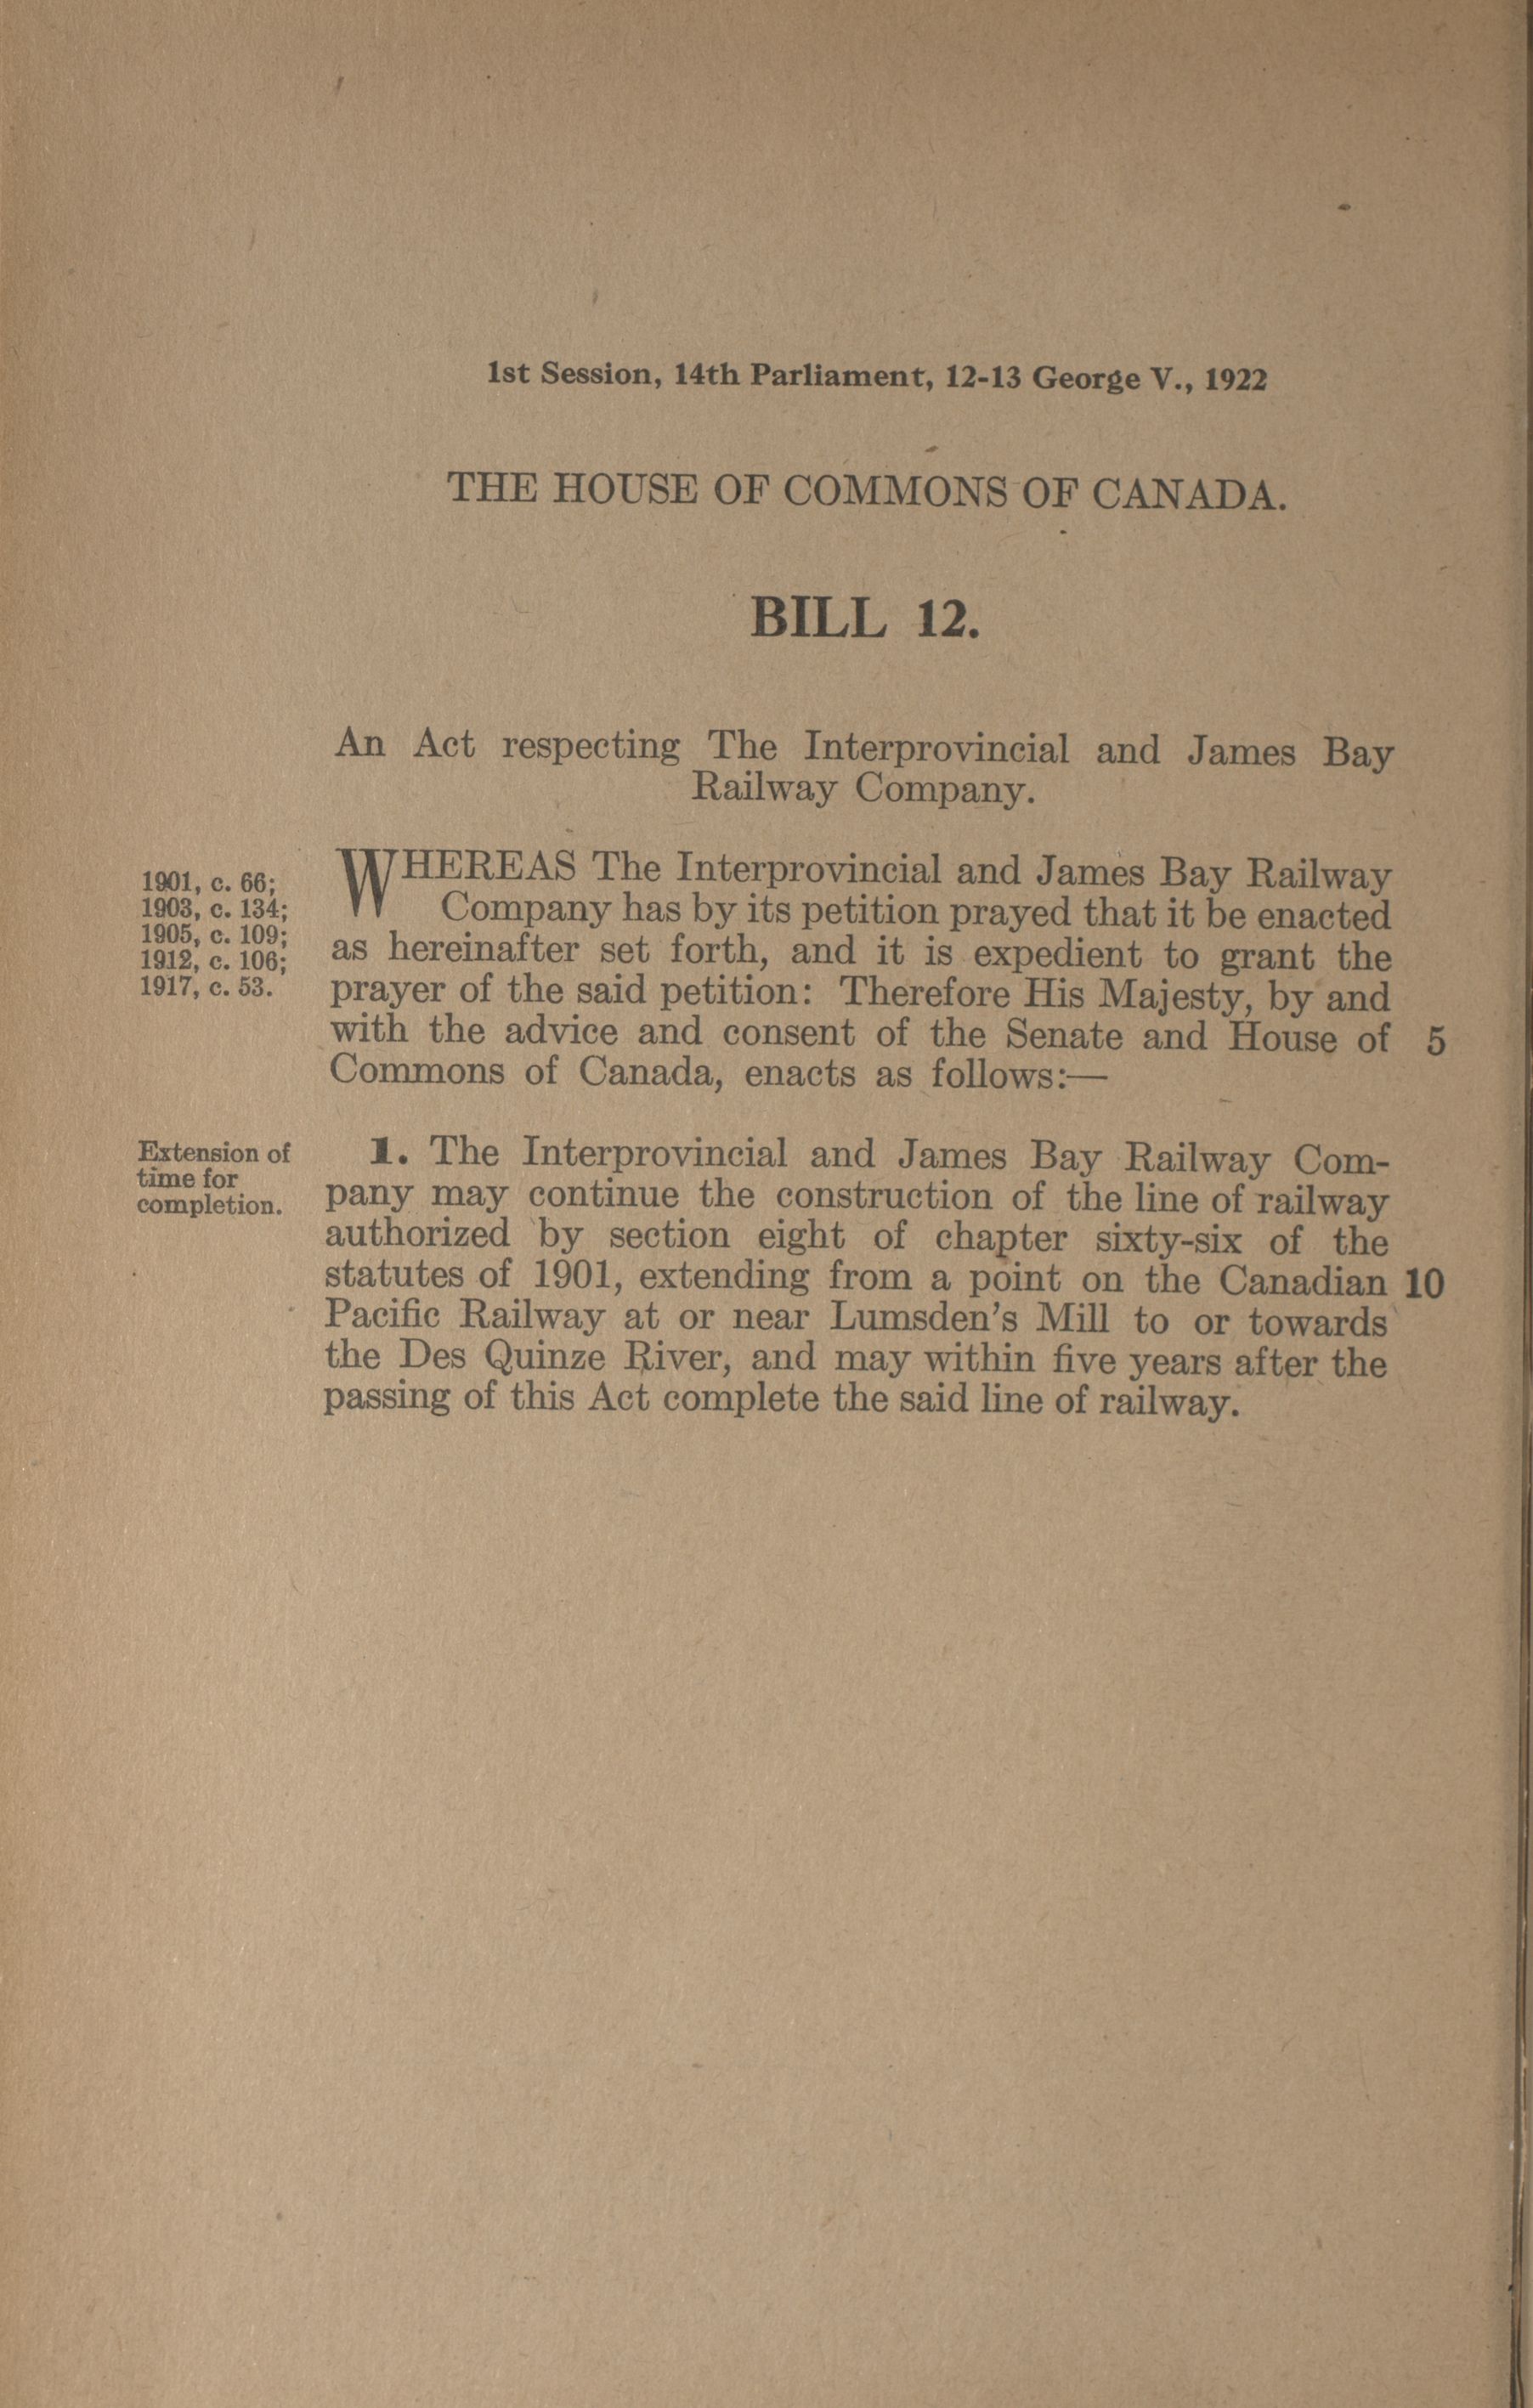 1st Session, 14th Parliament, 12-13 George V., 1922
THE HOUSE OF COMMONS OF CANADA.
BILL 12.
An Act respecting The Interprovincial and James Bay
Railway Company.
1901, c. 66;
1903, c. 134;
1905, c. 109;
1912, c. 106;
1917, c. 53.
WHEREAS The Interprovincial and James Bay Railway
Company has by its petition prayed that it be enacted
as hereinafter set forth, and it is expedient to grant the
prayer of the said petition: Therefore His Majesty, by and
with the advice and consent of the Senate and House of 5
Commons of Canada, enacts as follows:—
Extension of
time for
completion.
1. The Interprovincial and James Bay Railway Com-
pany may continue the construction of the line of railway
authorized by section eight of chapter sixty-six of the
statutes of 1901, extending from a point on the Canadian 10
Pacific Railway at or near Lumsden's Mill to or towards
the Des Quinze River, and may within five years after the
passing of this Act complete the said line of railway.